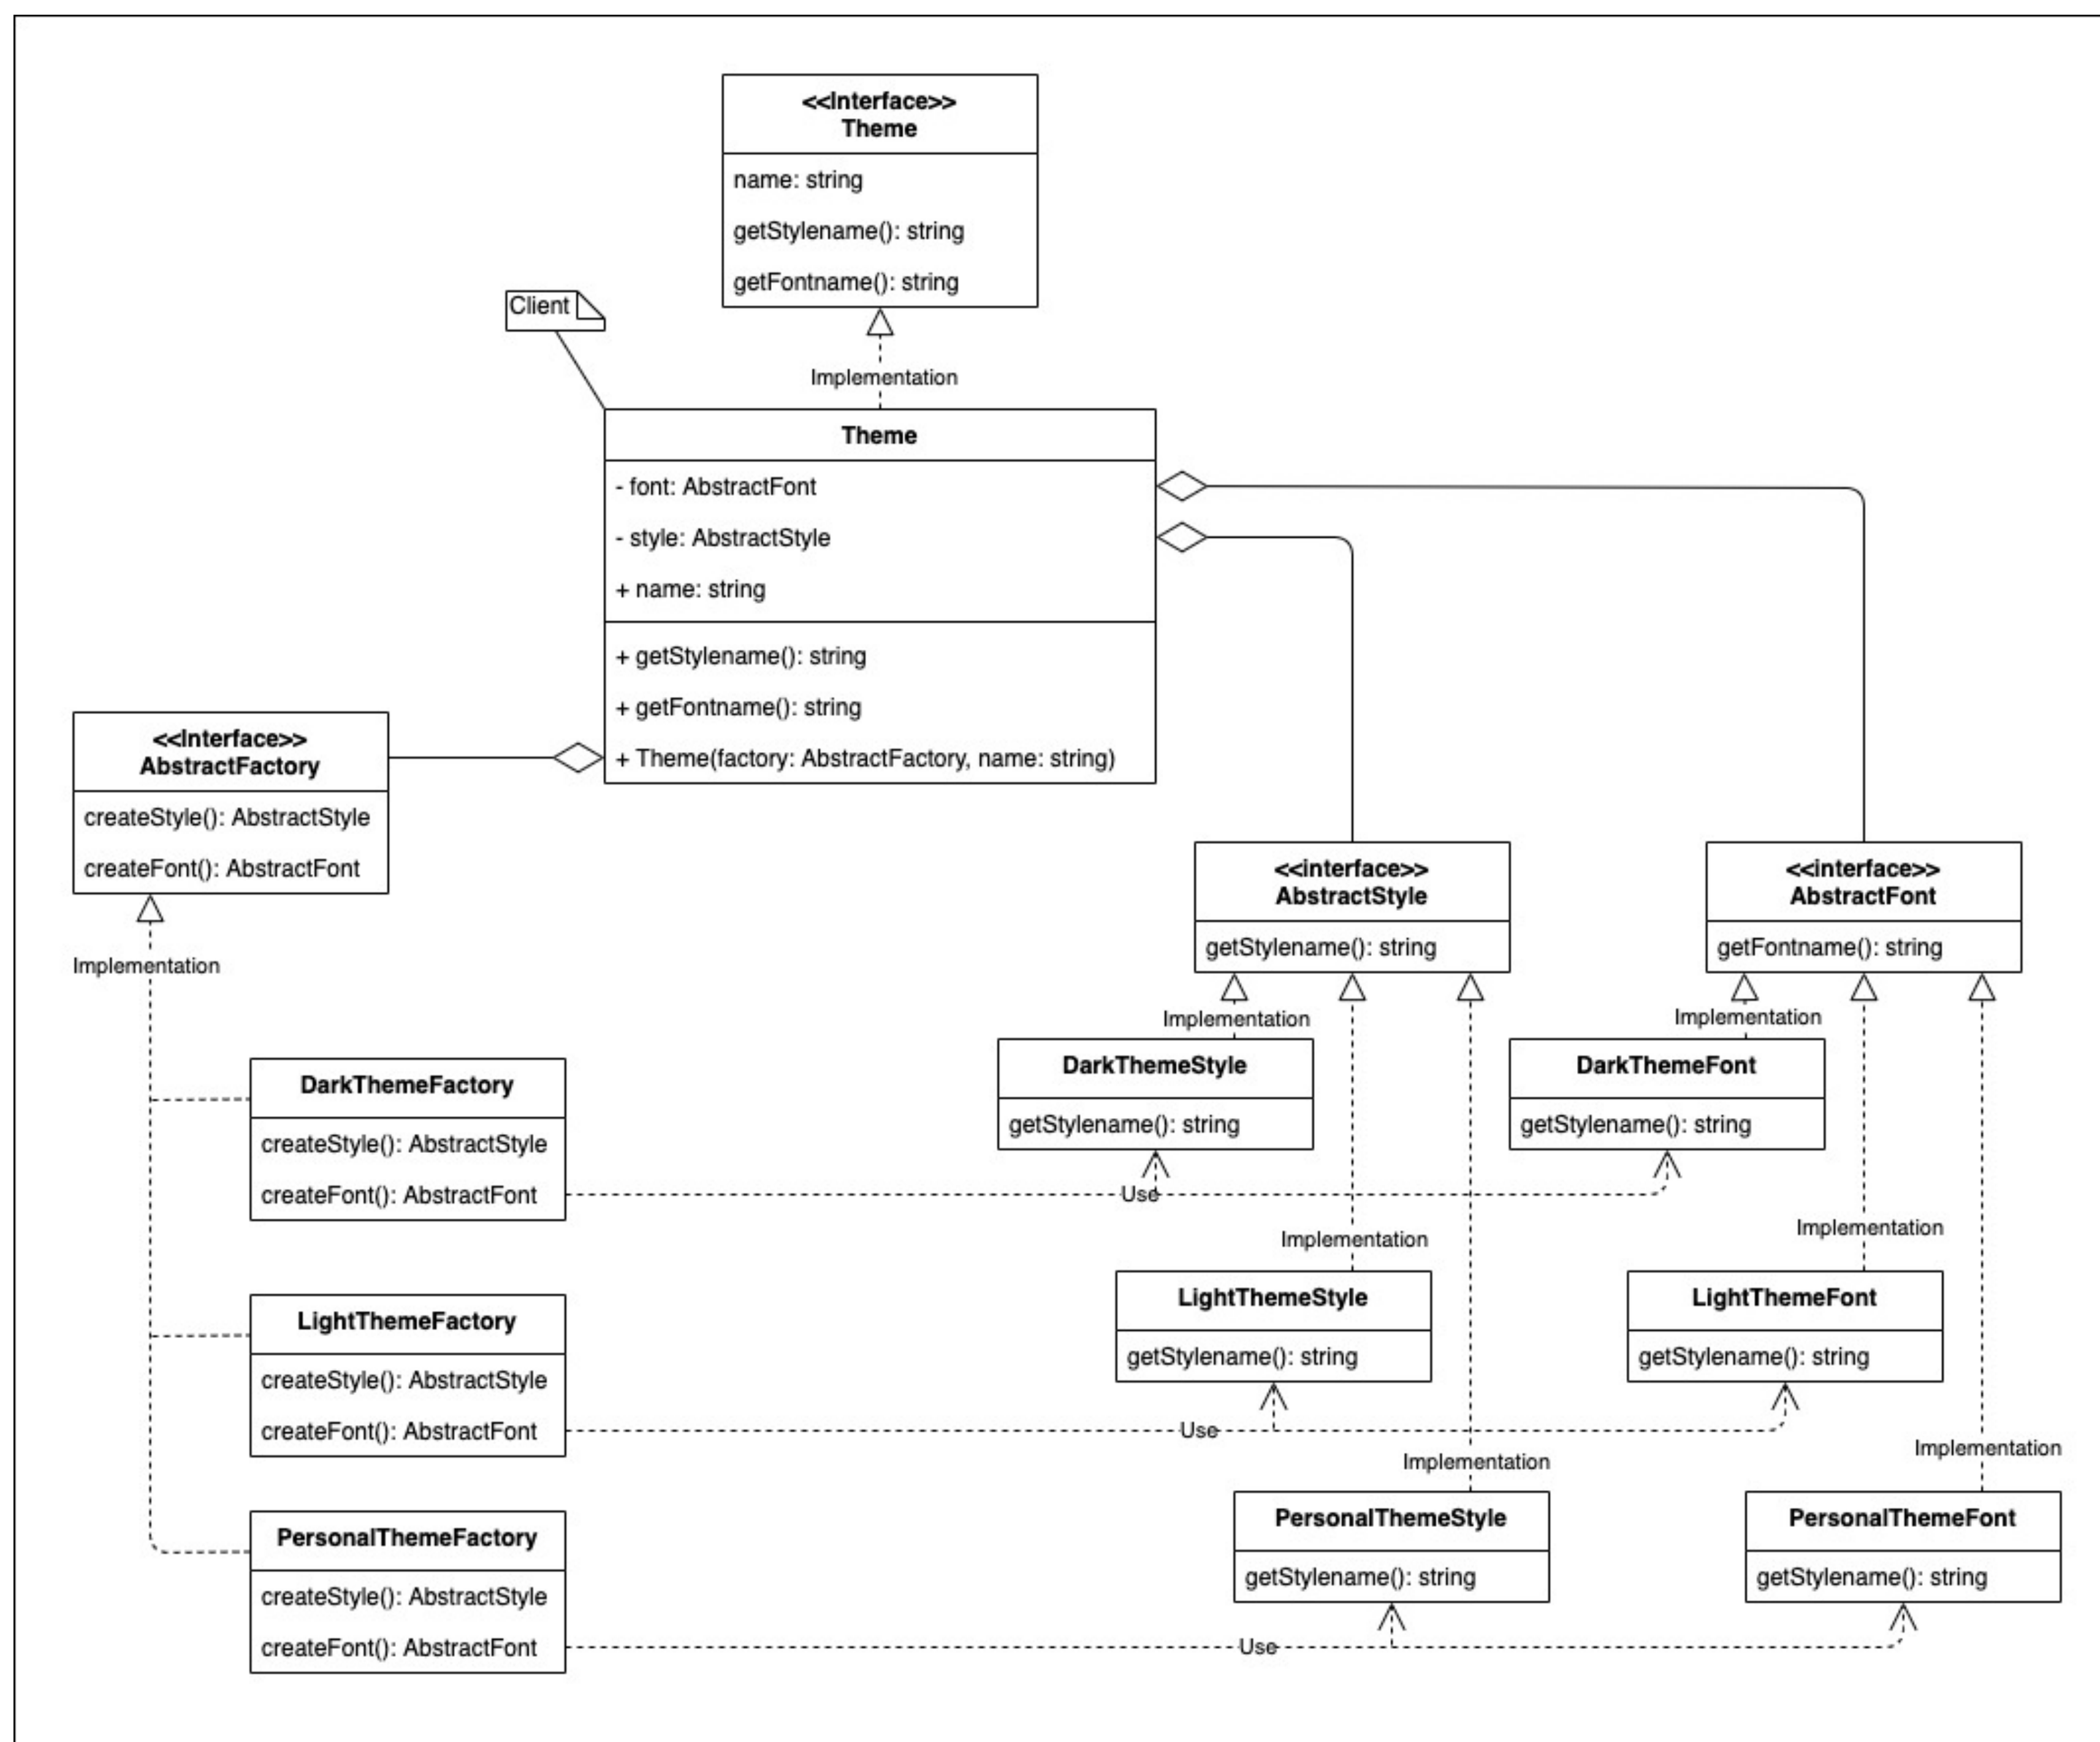 <<Interface>>
Theme
name: string
getStylename(): string
getFontname(): string
Client
Implementation
Theme
- font: AbstractFont
- style: AbstractStyle
+ name: string
+ getStylename(): string
+ getFontname(): string
+ Theme(factory: AbstractFactory, name: string)
<<Interface>>
AbstractFactory
createStyle(): AbstractStyle
createFont(): AbstractFont
Implementation
<<interface>>
AbstractStyle
getStylename(): string
<<interface>>
AbstractFont
getFontname(): string
Implementation
Implementation
DarkThemeFactory
createStyle(): AbstractStyle
createFont(): AbstractFont
DarkThemeStyle
getStylename(): string
DarkThemeFont
getStylename(): string
Use
Implementation
Implementation
LightThemeFactory
createStyle(): AbstractStyle
createFont(): AbstractFont
LightThemeStyle
getStylename(): string
LightThemeFont
getStylename(): string
Use
Implementation
Implementation
PersonalThemeFactory
createStyle(): AbstractStyle
createFont(): AbstractFont
PersonalThemeStyle
getStylename(): string
PersonalThemeFont
getStylename(): string
Use